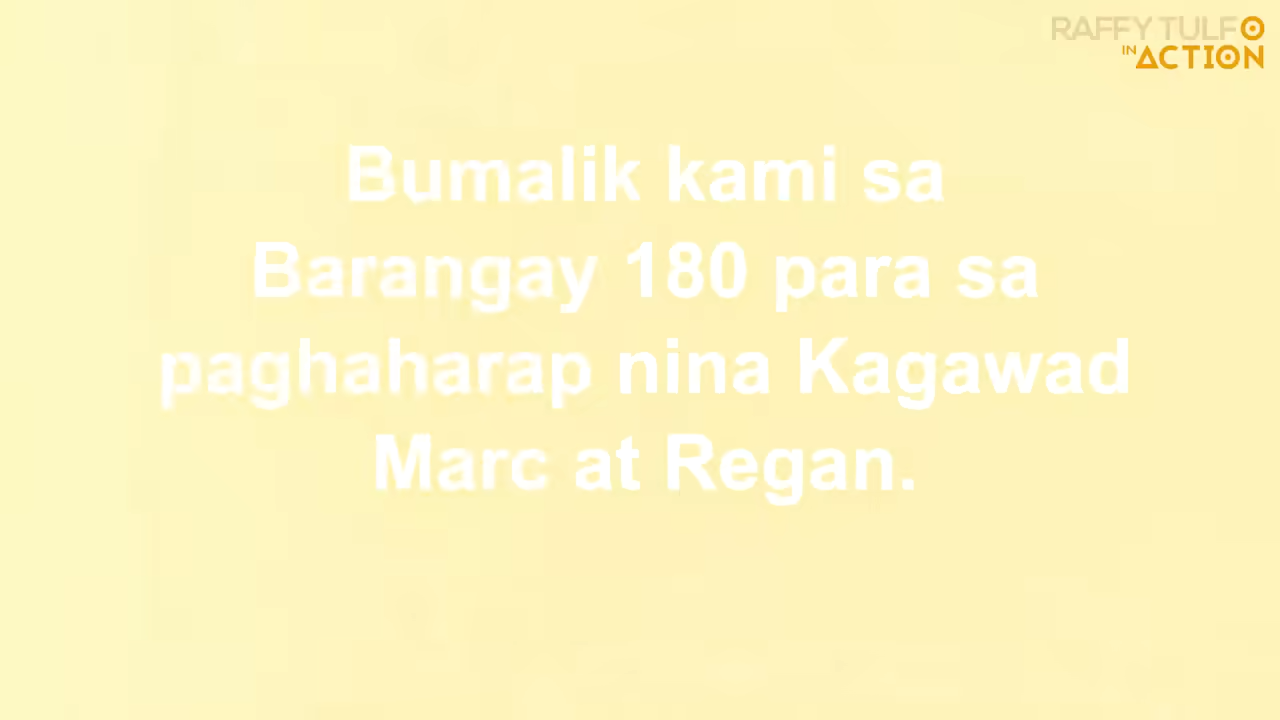 RAFFY TULFO
IN ACTION
Bumalik kami sa
Barangay 180 para sa
paghaharap nina Kagawad
Marc at Regan.